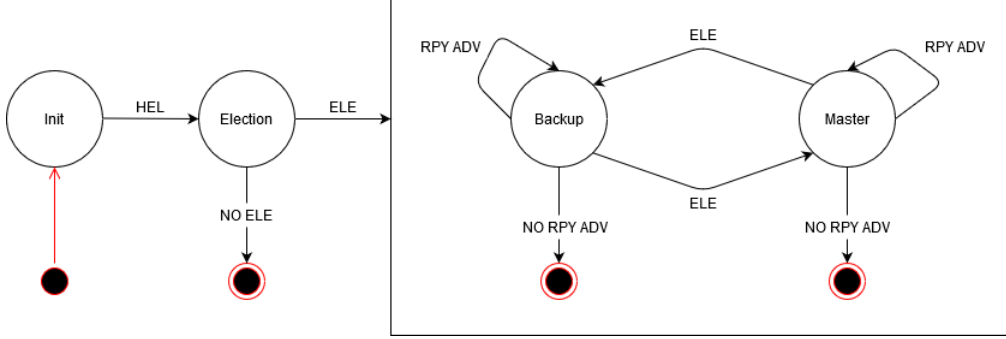 ELE
RPY ADV
RPY ADV
HEL
ELE
Init
Election
Backup
Master
ELE
NO ELE
NO RPY ADV
NO RPY ADV